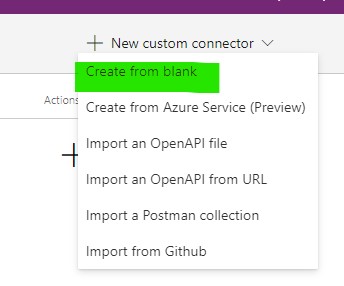 New custom connector
Create from blank
Actions
Create from Azure Service (Preview)
Import an OpenAPI file
Import an OpenAPI from URL
Import a Postman collection
Import from Github